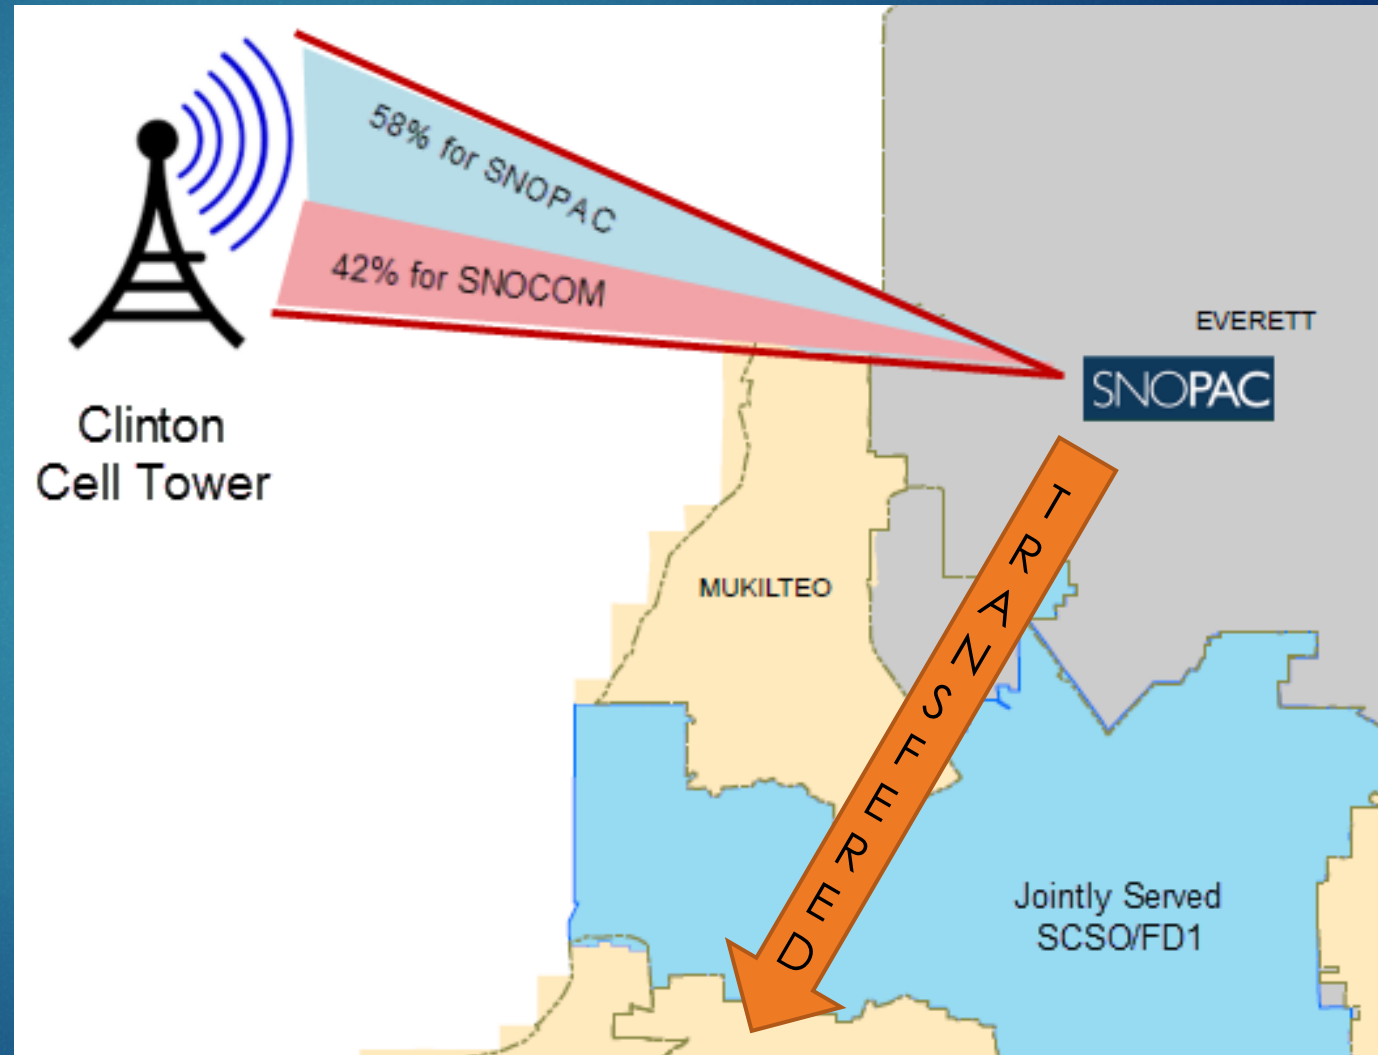 58% for SNOPAC
42% for SNOCOM
Clinton
Cell Tower
EVERETT
SNOPAC
MUKILTEO
TRANSFERED
Jointly Served
SCSO/FD1